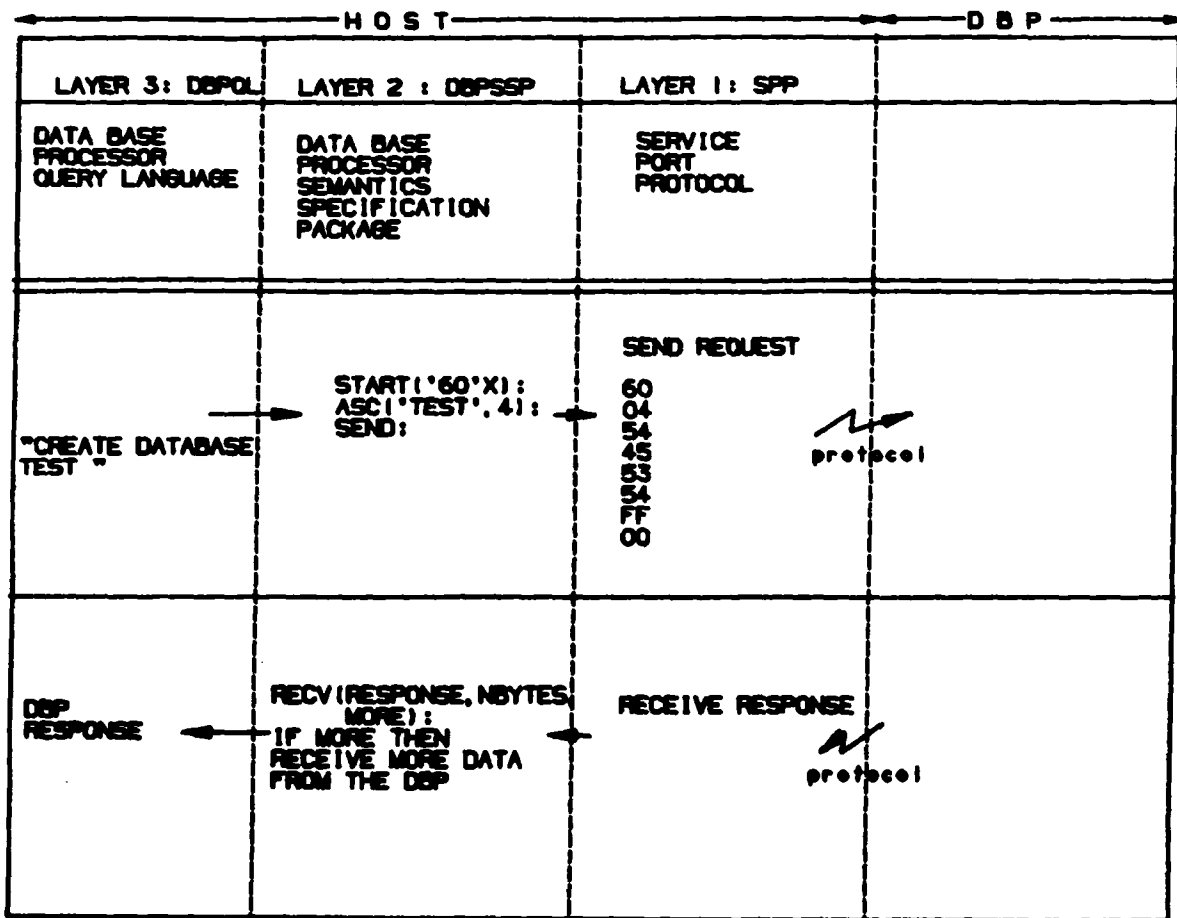 HOST DBP
LAYER 3: DBPQL LAYER 2 : DBPSSP LAYER 1: SPP
DATA BASE
PROCESSOR
QUERY LANGUAGE
DATA BASE
PROCESSOR
SEMANTICS
SPECIFICATION
PACKAGE
SERVICE
PORT
PROTOCOL
"CREATE DATABASE
TEST "
START('60'X);
ASC('TEST',4);
SEND;
SEND REQUEST
60
04
54
45
53
54
FF
00
protocol
DBP
RESPONSE
RECV(RESPONSE,NBYTES,
MORE);
IF MORE THEN
RECEIVE MORE DATA
FROM THE DBP
RECEIVE RESPONSE
protocol